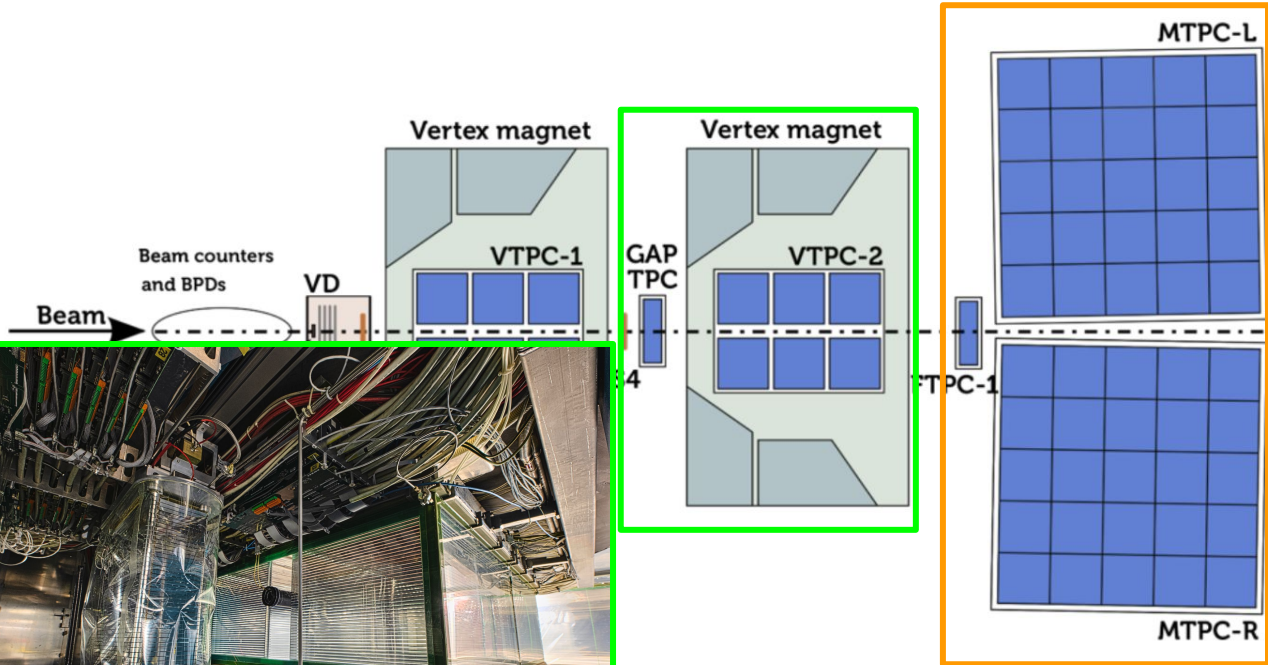 MTPC-L
Vertex magnet
Vertex magnet
Beam counters
and BPDs
VD
VTPC-1
GAP
TPC
VTPC-2
Beam
S4
FTPC-1
MTPC-R